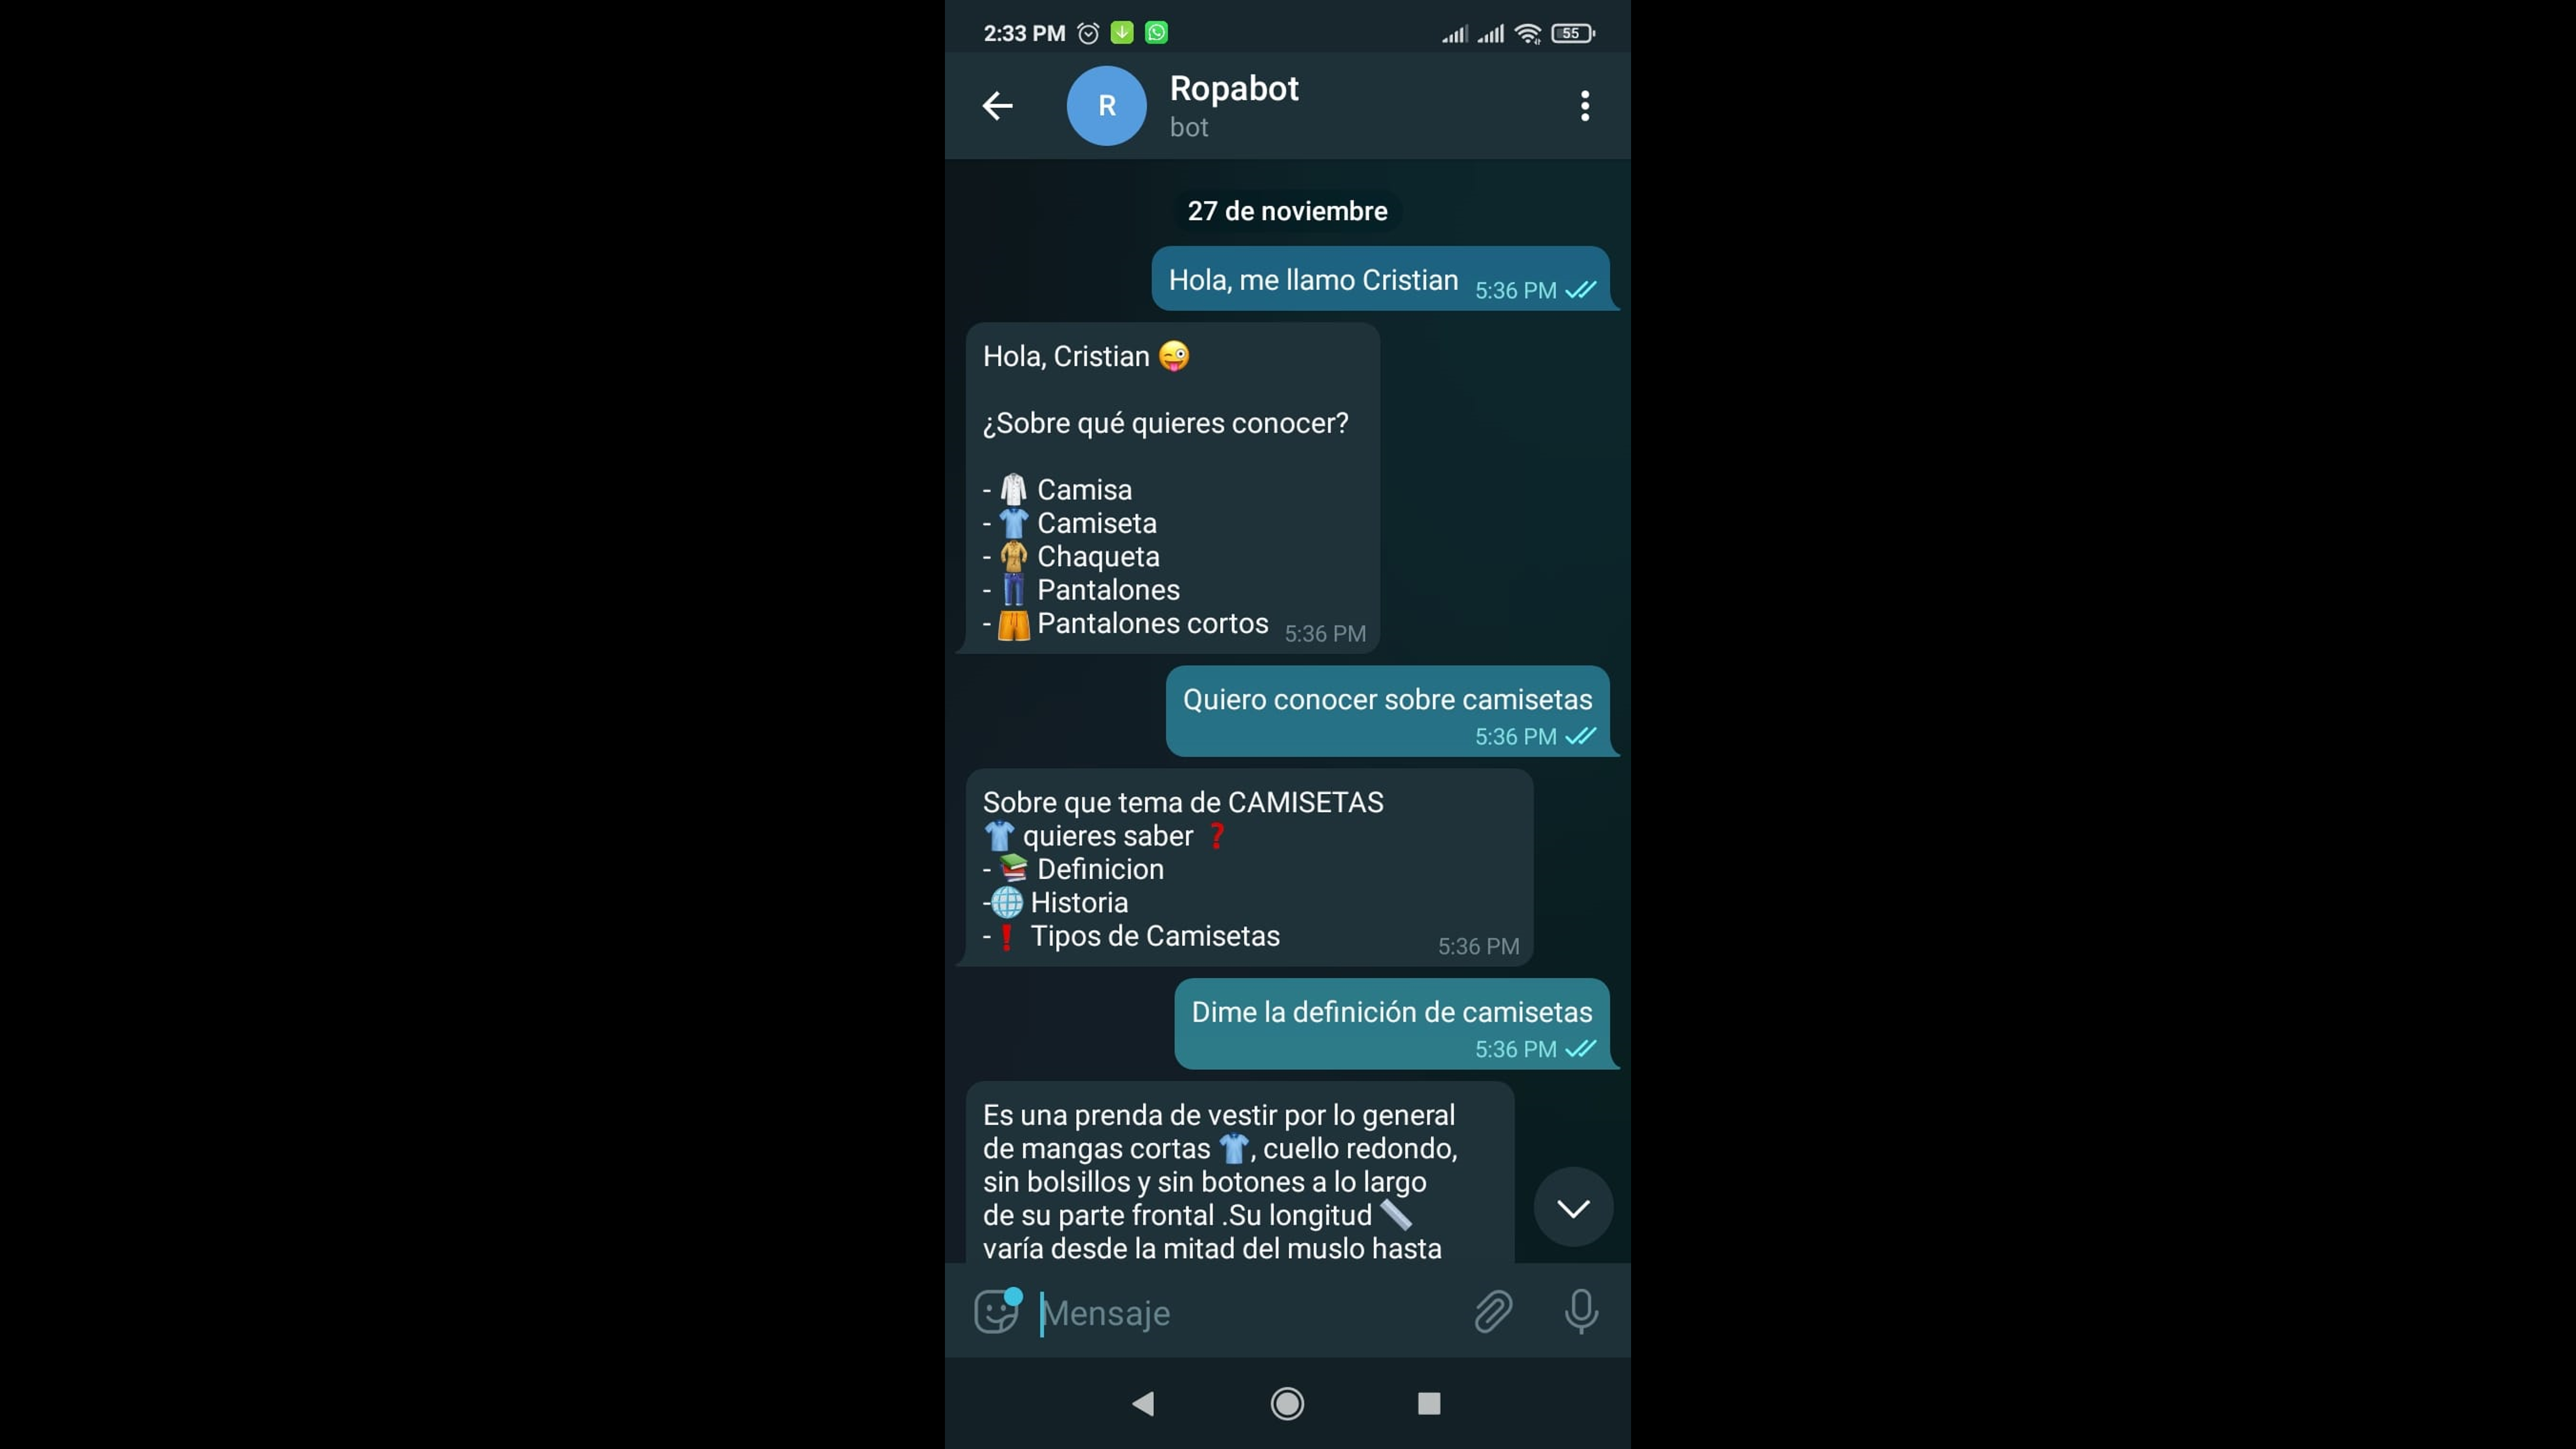 2:33 PM
55
R
Ropabot
bot
27 de noviembre
Hola, me llamo Cristian 5:36 PM
Hola, Cristian 😜
¿Sobre qué quieres conocer?
- 🥼 Camisa
- 👕 Camiseta
- 🧥 Chaqueta
- 👖 Pantalones
- 🩳 Pantalones cortos 5:36 PM
Quiero conocer sobre camisetas
5:36 PM
Sobre que tema de CAMISETAS
👕 quieres saber ❓
- 📚 Definicion
-🌐 Historia
-❗ Tipos de Camisetas 5:36 PM
Dime la definición de camisetas
5:36 PM
Es una prenda de vestir por lo general
de mangas cortas 👕, cuello redondo,
sin bolsillos y sin botones a lo largo
de su parte frontal .Su longitud 📏
varía desde la mitad del muslo hasta
Mensaje